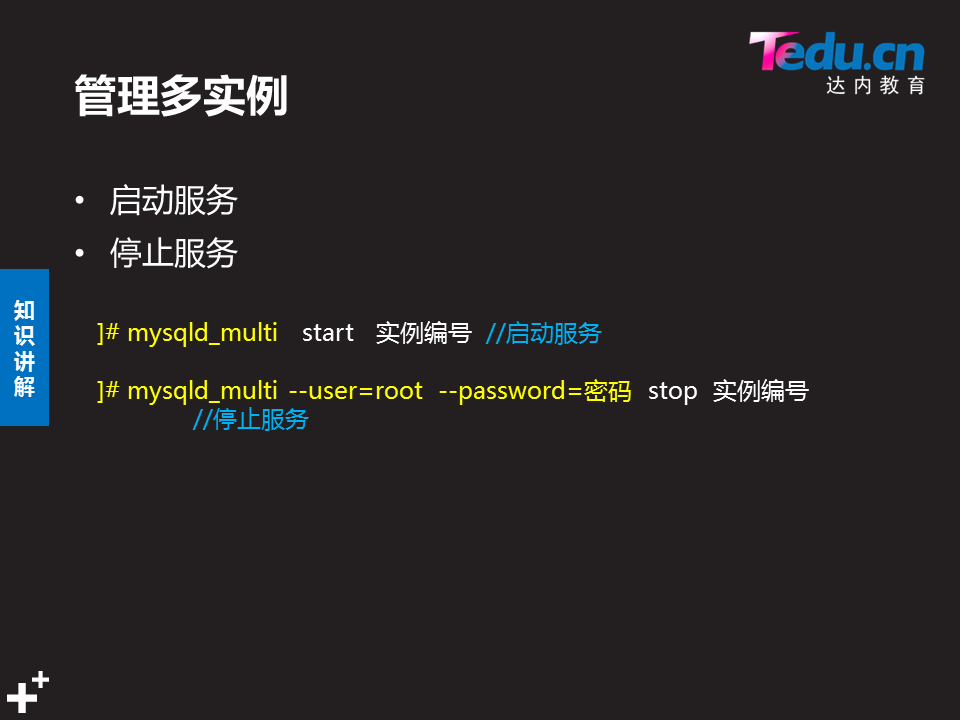 Tedu.cn
达内教育
管理多实例
• 启动服务
• 停止服务
知识讲解
]# mysqld_multi start 实例编号 //启动服务
]# mysqld_multi --user=root --password=密码 stop 实例编号
//停止服务